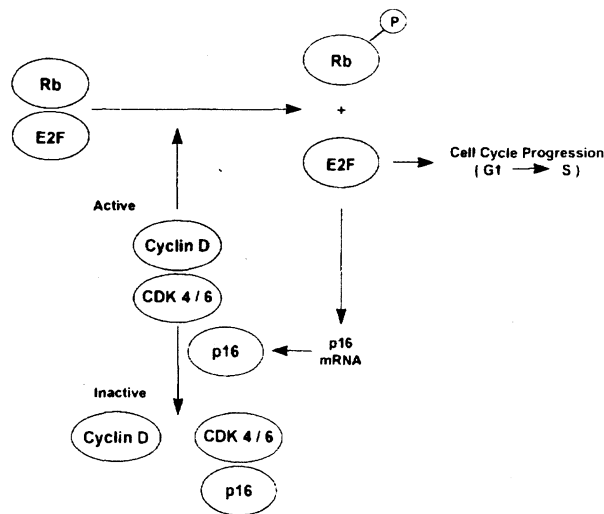 P
Rb
Rb
+
E2F
E2F
Cell Cycle Progression
( G1 S )
Active
Cyclin D
CDK 4 / 6
p16
p16
mRNA
Inactive
Cyclin D
CDK 4 / 6
p16